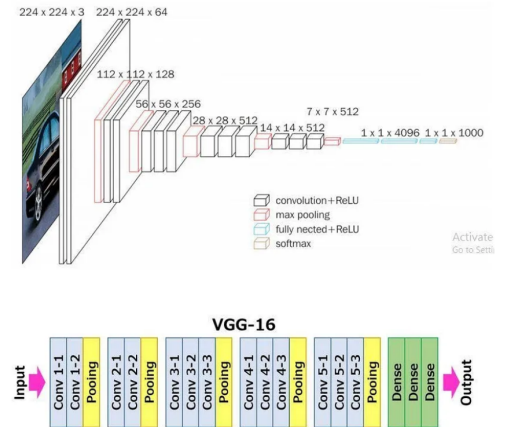 224 x 224 x 3
224 x 224 x 64
112 x 112 x 128
56 x 56 x 256
28 x 28 x 512
14 x 14 x 512
7 x 7 x 512
1 x 1 x 4096
1 x 1 x 1000
convolution+ReLU
max pooling
fully nected+ReLU
softmax
Activate
Go to Setti
VGG-16
Input
Conv 1-1
Conv 1-2
Pooing
Conv 2-1
Conv 2-2
Pooing
Conv 3-1
Conv 3-2
Conv 3-3
Pooing
Conv 4-1
Conv 4-2
Conv 4-3
Pooing
Conv 5-1
Conv 5-2
Conv 5-3
Pooing
Dense
Dense
Dense
Output